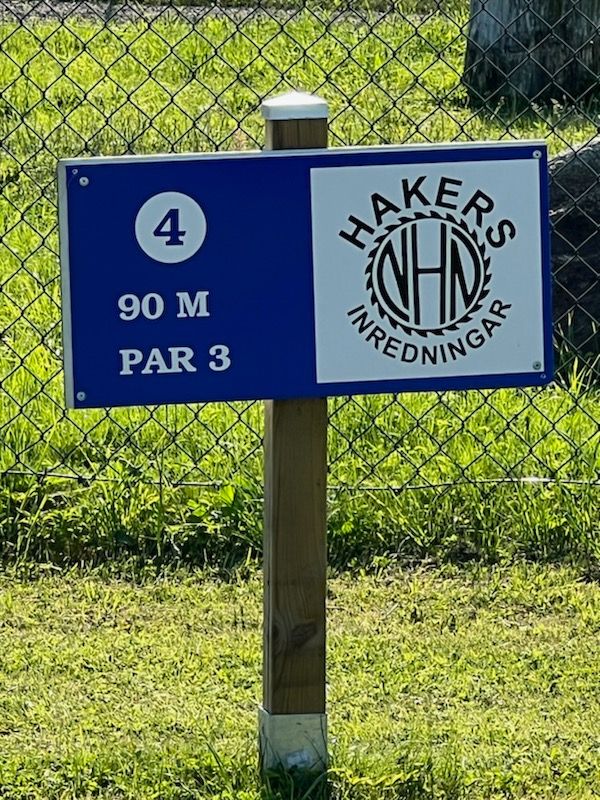 4
90 M
PAR 3
HAKERS
NHN
INREDNINGAR